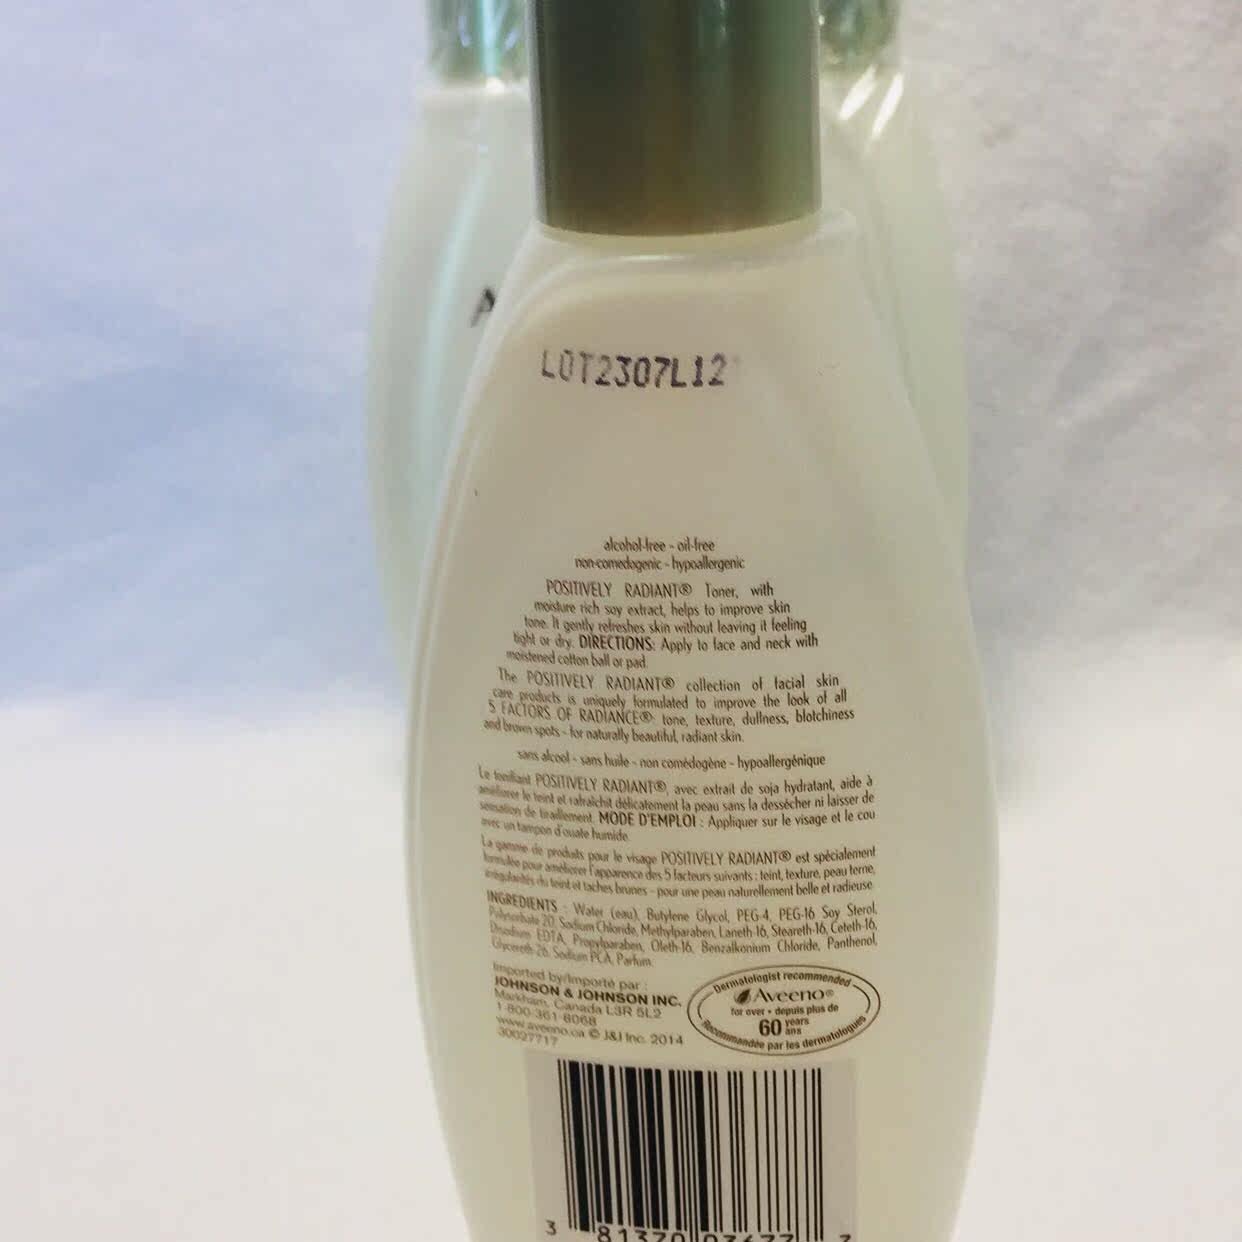 A
LOT2307L12
alcohol-free - oil-free
non-comedogenic - hypoallergenic
POSITIVELY RADIANT® Toner, with
moisture rich soy extract, helps to improve skin
tone. It gently refreshes skin without leaving it feeling
tight or dry. DIRECTIONS: Apply to face and neck with
moistened cotton ball or pad.
The POSITIVELY RADIANT® collection of facial skin
care products is uniquely formulated to improve the look of all
5 FACTORS OF RADIANCE®- tone, texture, dullness, blotchiness
and brown spots - for naturally beautiful, radiant skin.
sans alcool - sans huile - non comédogène - hypoallergénique
Le tonifiant POSITIVELY RADIANT®, avec extrait de soja hydratant, aide à
améliorer le teint et rafraîchit délicatement la peau sans la dessécher ni laisser de
sensation de tiraillement. MODE D'EMPLOI : Appliquer sur le visage et le cou
avec un tampon d'ouate humide.
La gamme de produits pour le visage POSITIVELY RADIANT® est spécialement
formulée pour améliorer l'apparence des 5 facteurs suivants : teint, texture, peau terne,
irrégularités du teint et taches brunes - pour une peau naturellement belle et radieuse.
INGREDIENTS : Water (eau), Butylene Glycol, PEG-4, PEG-16 Soy Sterol,
Polysorbate 20, Sodium Chloride, Methylparaben, Laneth-16, Steareth-16, Ceteth-16,
Disodium EDTA, Propylparaben, Oleth-16, Benzalkonium Chloride, Panthenol,
Glycereth-26, Sodium PCA, Parfum.
Imported by/Importé par :
JOHNSON & JOHNSON INC.
Markham, Canada L3R 5L2
1-800-361-8068
www.aveeno.ca © J&J Inc. 2014
30027717
Dermatologist recommended
Aveeno®
for over • depuis plus de
60 years
ans
Recommandée par les dermatologues
3 81370 03677 3